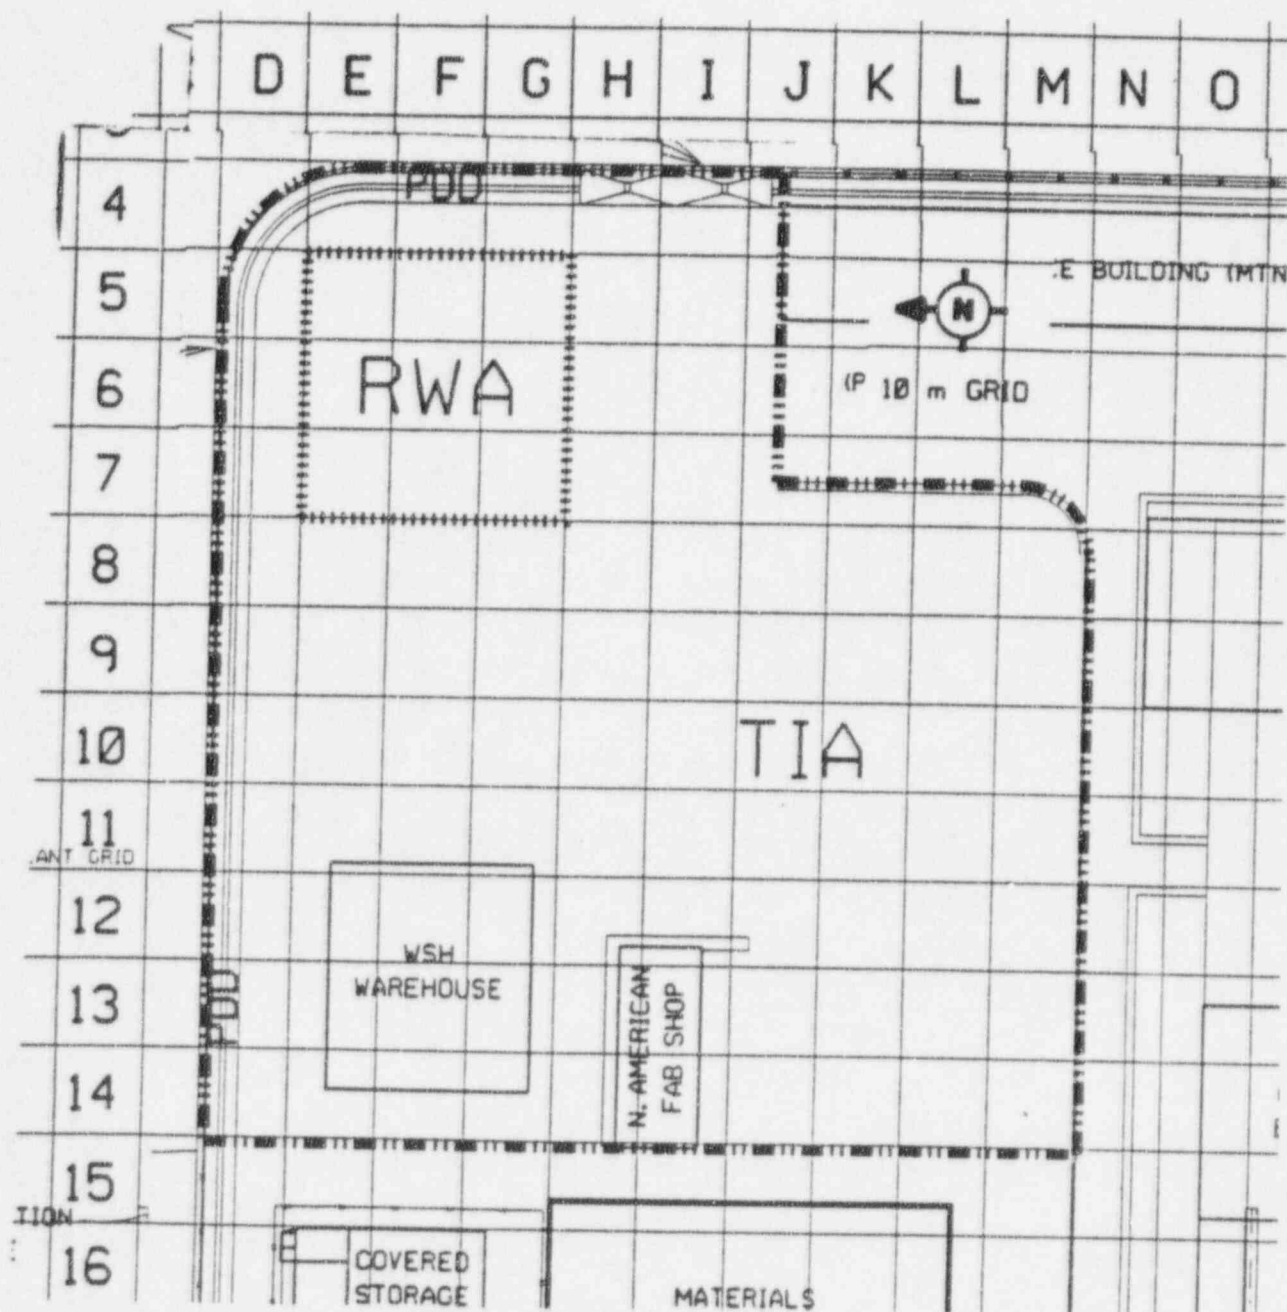 D E F G H I J K L M N O
4
PDD
5
.E BUILDING (MTN
N
RWA
6
(P 10 m GRID
7
8
9
10
TIA
11
.ANT GRID
12
WSH
WAREHOUSE
13
PDD
N. AMERICAN
FAB SHOP
14
15
TION
16
COVERED
STORAGE
MATERIALS